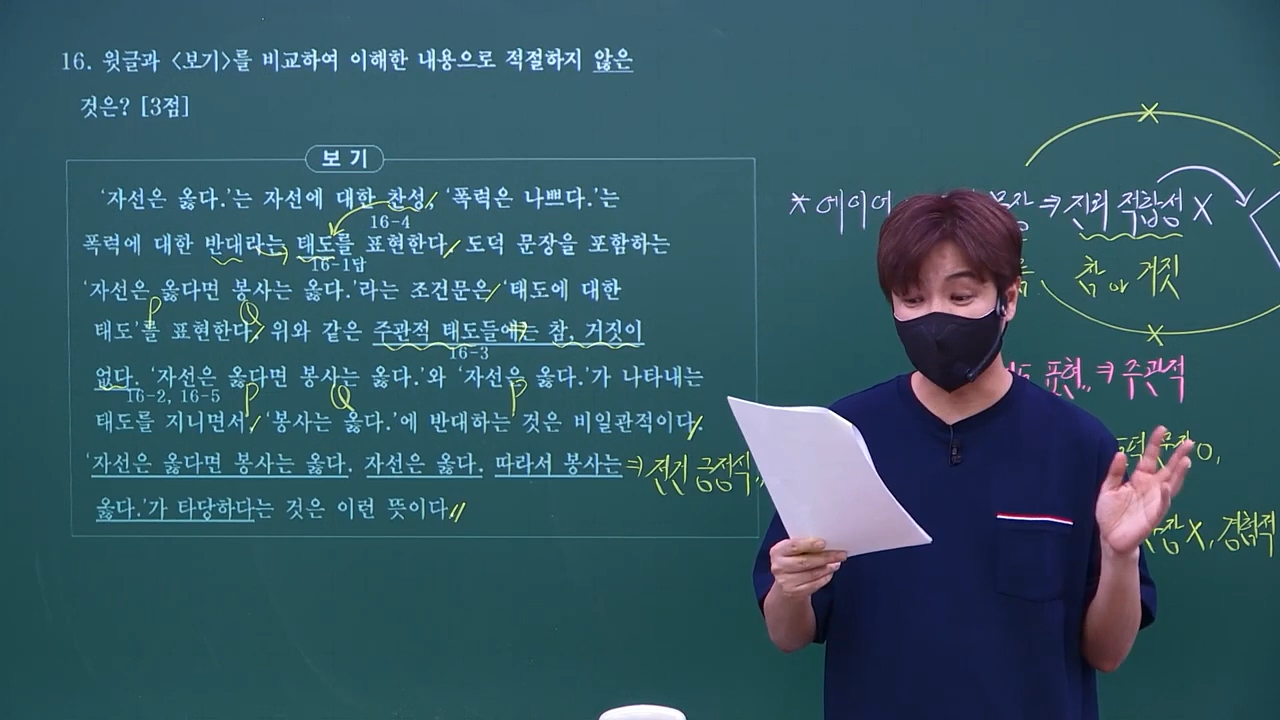 16. 윗글과 <보기>를 비교하여 이해한 내용으로 적절하지 않은
것은? [3점]
보 기
‘자선은 옳다.’는 자선에 대한 찬성, ‘폭력은 나쁘다.’는
16-4
폭력에 대한 반대라는 태도를 표현한다. 도덕 문장을 포함하는
16-1답
‘자선은 옳다면 봉사는 옳다.’라는 조건문은 ‘태도에 대한
P Q
태도’를 표현한다. 위와 같은 주관적 태도들에는 참, 거짓이
16-3
없다. ‘자선은 옳다면 봉사는 옳다.’와 ‘자선은 옳다.’가 나타내는
16-2, 16-5 P Q P
태도를 지니면서, ‘봉사는 옳다.’에 반대하는 것은 비일관적이다.
‘자선은 옳다면 봉사는 옳다. 자선은 옳다. 따라서 봉사는 ⇒ 전건 긍정식
옳다.’가 타당하다는 것은 이런 뜻이다.
* 에이어 ⇒ 진리 적합성 X
참 or 거짓
표현 ⇒ 주관적
O,
X, 경험적